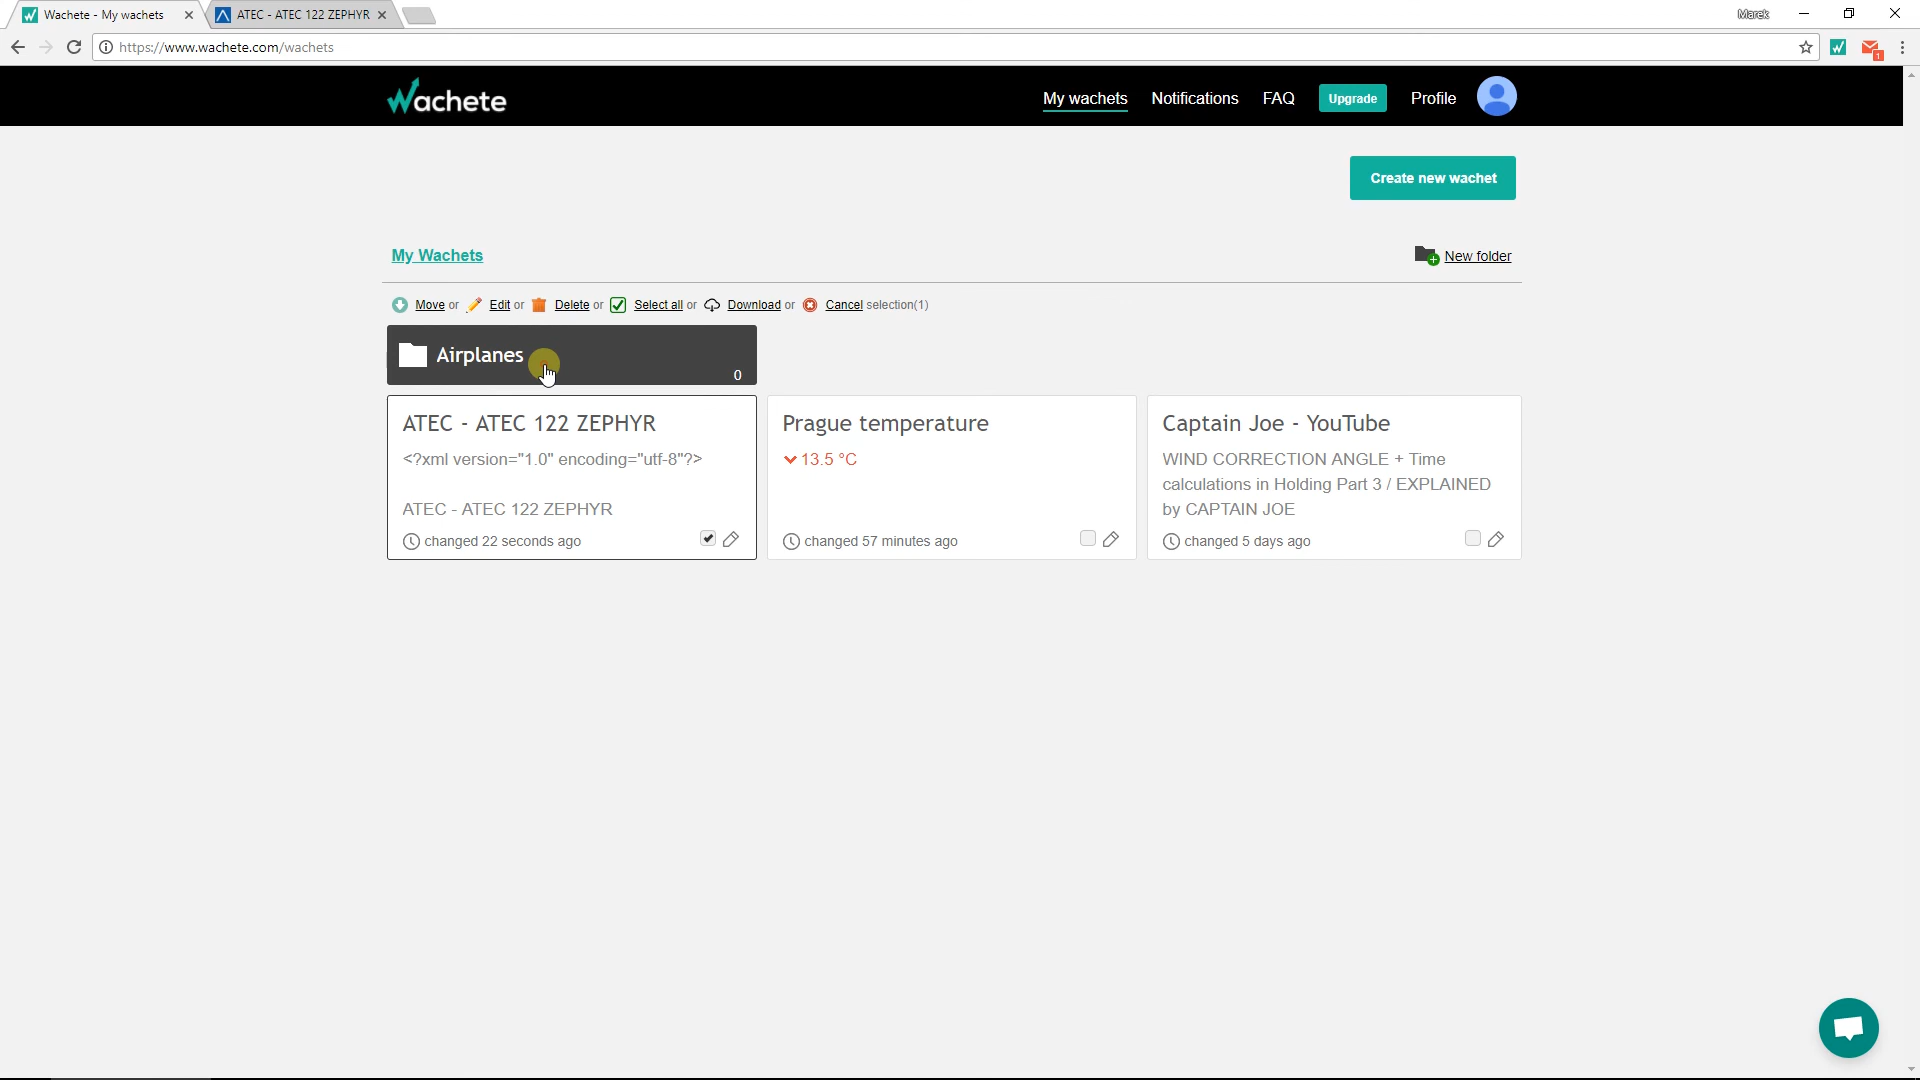 Wachete - My wachets
ATEC - ATEC 122 ZEPHYR
Marek
https://www.wachete.com/wachets
1
Wachete
My wachets
Notifications
FAQ
Upgrade
Profile
Create new wachet
My Wachets
New folder
Move or Edit or Delete or Select all or Download or Cancel selection(1)
Airplanes
0
ATEC - ATEC 122 ZEPHYR
<?xml version="1.0" encoding="utf-8"?>
ATEC - ATEC 122 ZEPHYR
changed 22 seconds ago
Prague temperature
13.5 °C
changed 57 minutes ago
Captain Joe - YouTube
WIND CORRECTION ANGLE + Time
calculations in Holding Part 3 / EXPLAINED
by CAPTAIN JOE
changed 5 days ago